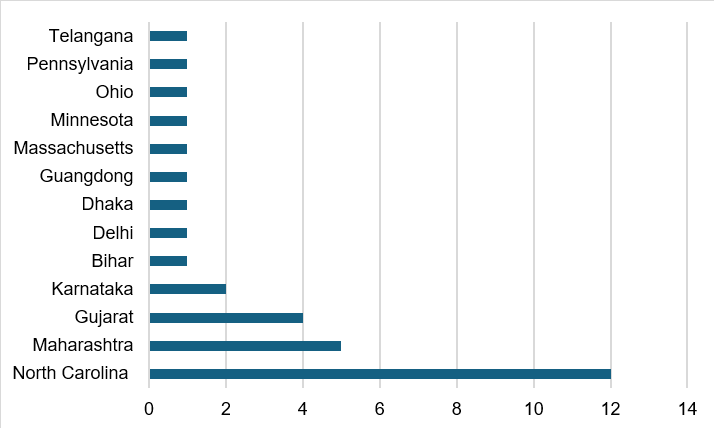 Telangana
Pennsylvania
Ohio
Minnesota
Massachusetts
Guangdong
Dhaka
Delhi
Bihar
Karnataka
Gujarat
Maharashtra
North Carolina
0 2 4 6 8 10 12 14